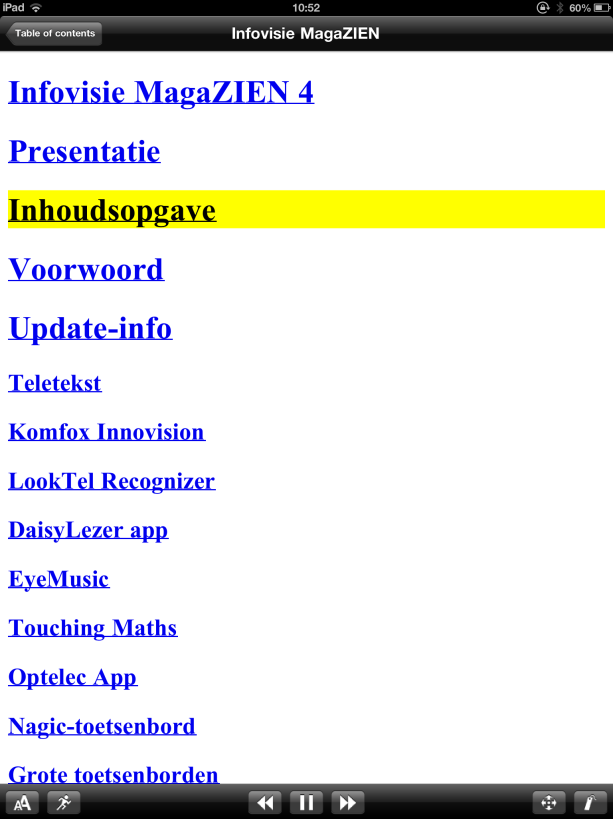 iPad 10:52 60%
Table of contents Infovisie MagaZIEN
Infovisie MagaZIEN 4
Presentatie
Inhoudsopgave
Voorwoord
Update-info
Teletekst
Komfox Innovision
LookTel Recognizer
DaisyLezer app
EyeMusic
Touching Maths
Optelec App
Nagic-toetsenbord
Grote toetsenborden
AA